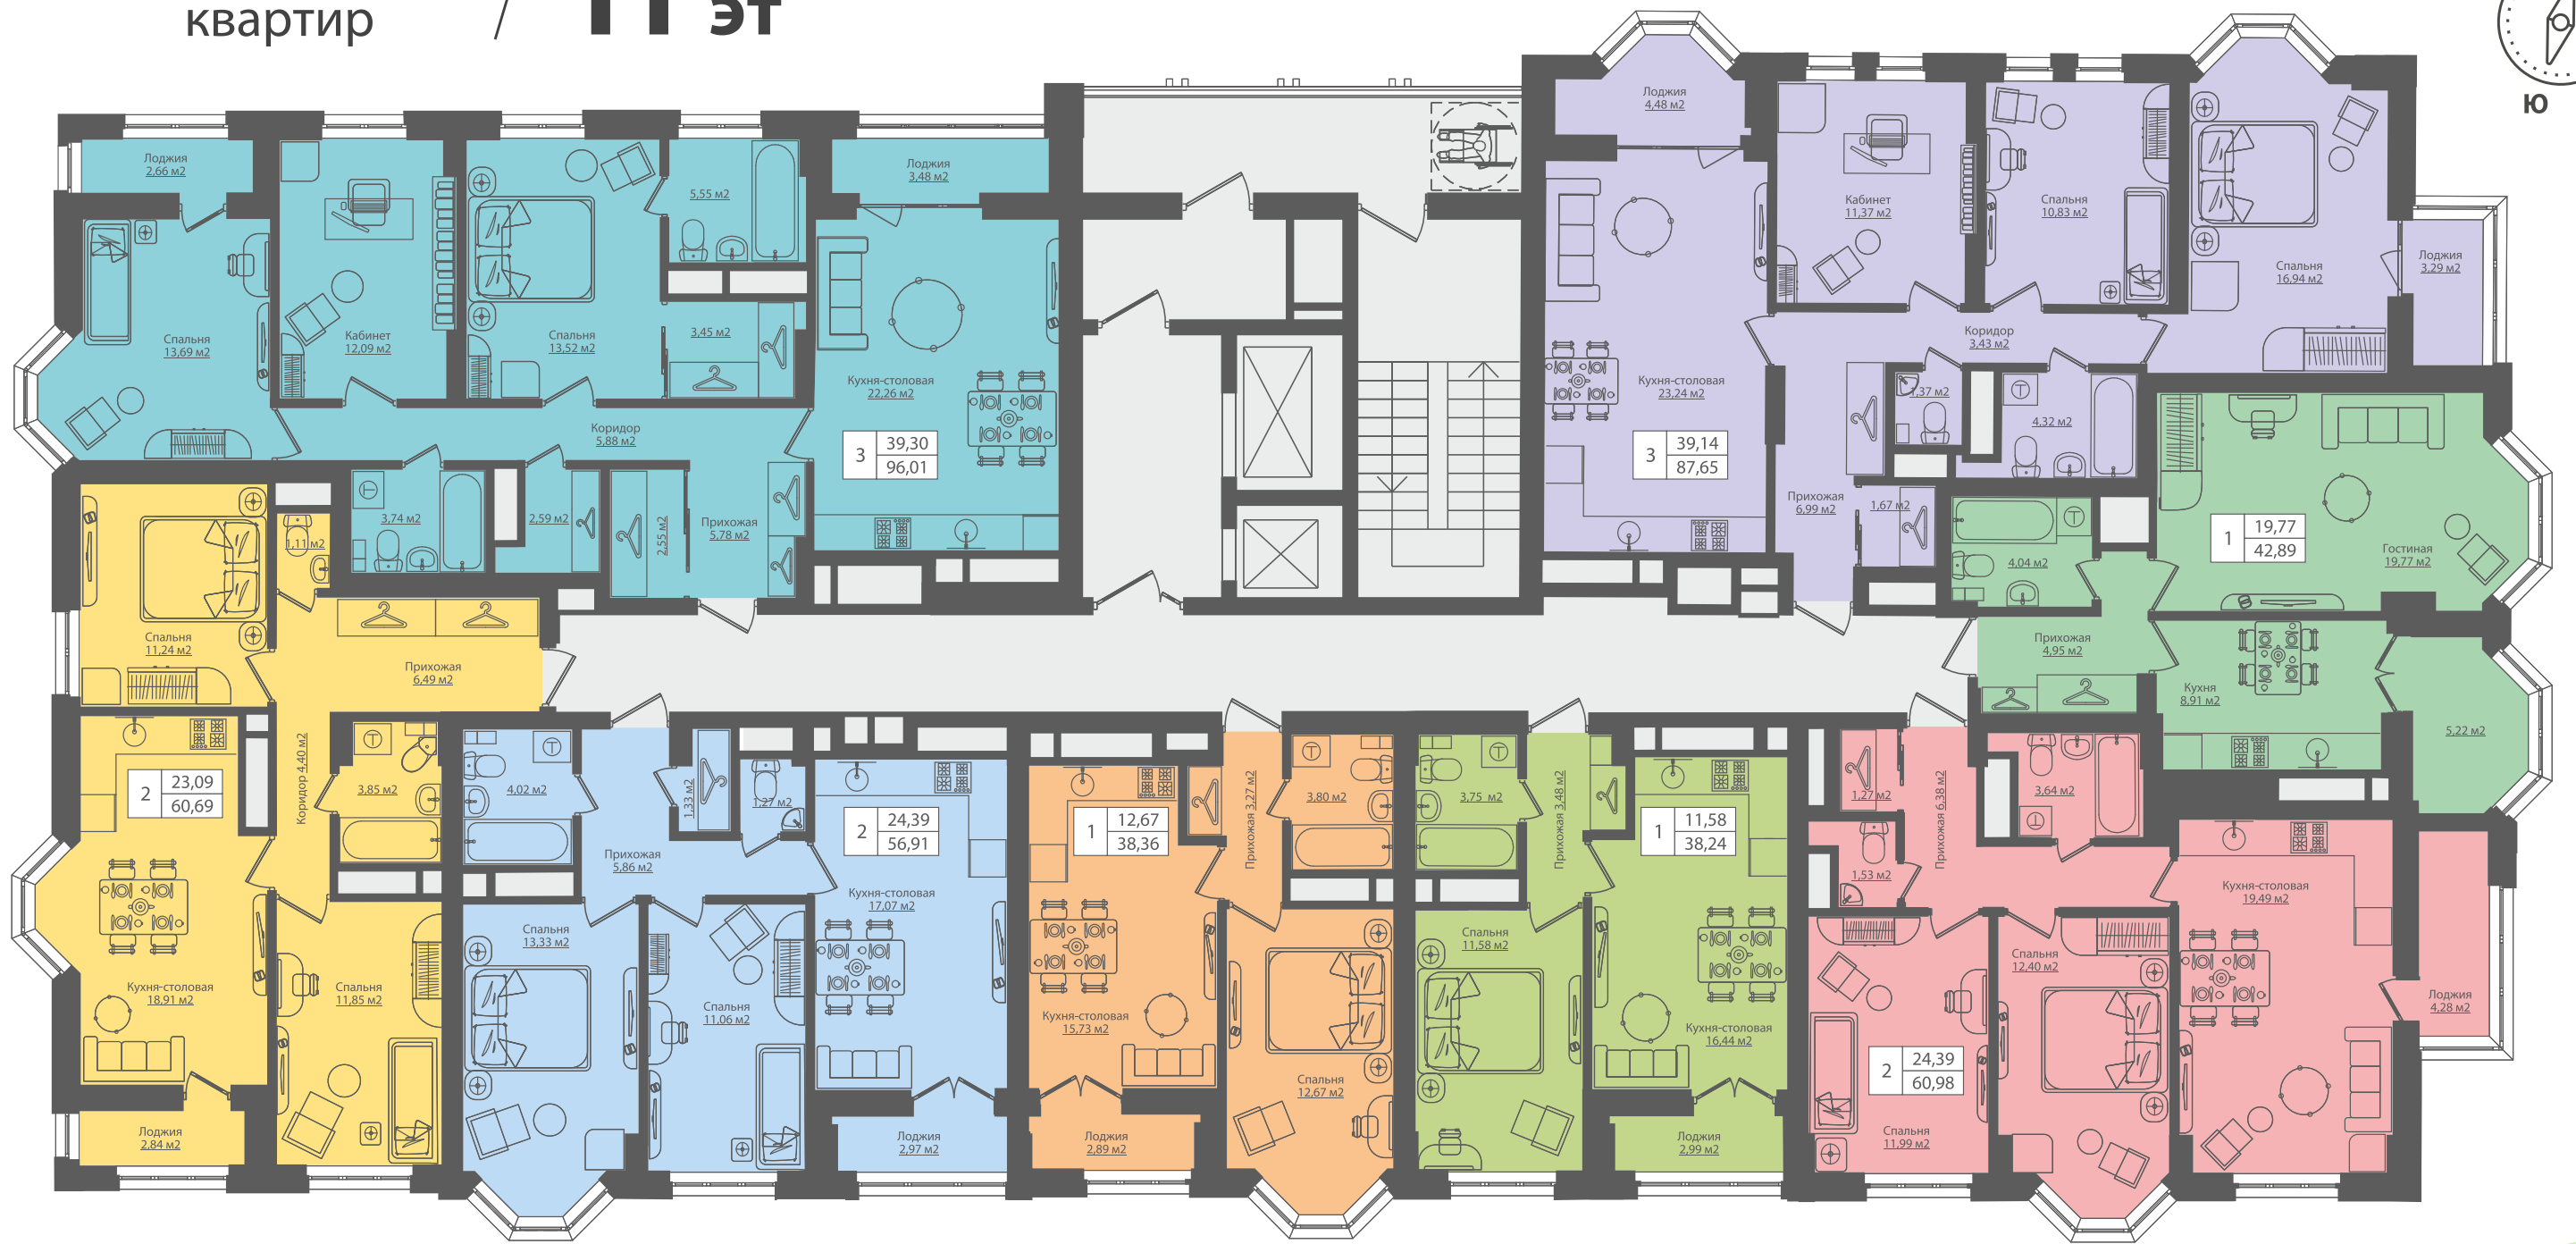 квартир
11 эт
Ю
Лоджия
2,66 м2
Спальня
13,69 м2
Кабинет
12,09 м2
Спальня
13,52 м2
5,55 м2
3,45 м2
Лоджия
3,48 м2
Кухня-столовая
22,26 м2
3
39,30
96,01
Коридор
5,88 м2
3,74 м2
2,59 м2
2,55 м2
Прихожая
5,78 м2
Лоджия
4,48 м2
Кухня-столовая
23,24 м2
3
39,14
87,65
Кабинет
11,37 м2
Спальня
10,83 м2
Спальня
16,94 м2
Лоджия
3,29 м2
Коридор
3,43 м2
1,37 м2
4,32 м2
Прихожая
6,99 м2
1,67 м2
4,04 м2
1
19,77
42,89
Гостиная
19,77 м2
Прихожая
4,95 м2
Кухня
8,91 м2
5,22 м2
Спальня
11,24 м2
1,11 м2
Прихожая
6,49 м2
2
23,09
60,69
Коридор 4,40 м2
3,85 м2
Кухня-столовая
18,91 м2
Спальня
11,85 м2
Лоджия
2,84 м2
4,02 м2
1,33 м2
1,27 м2
Прихожая
5,86 м2
2
24,39
56,91
Кухня-столовая
17,07 м2
Спальня
13,33 м2
Спальня
11,06 м2
Лоджия
2,97 м2
1
12,67
38,36
Прихожая 3,27 м2
3,80 м2
Кухня-столовая
15,73 м2
Спальня
12,67 м2
Лоджия
2,89 м2
3,75 м2
Прихожая 3,48 м2
1
11,58
38,24
Спальня
11,58 м2
Кухня-столовая
16,44 м2
Лоджия
2,99 м2
1,27 м2
Прихожая 6,38 м2
3,64 м2
1,53 м2
Кухня-столовая
19,49 м2
Спальня
12,40 м2
2
24,39
60,98
Спальня
11,99 м2
Лоджия
4,28 м2